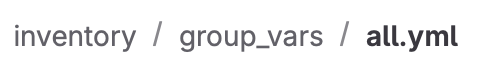 inventory / group_vars / all.yml